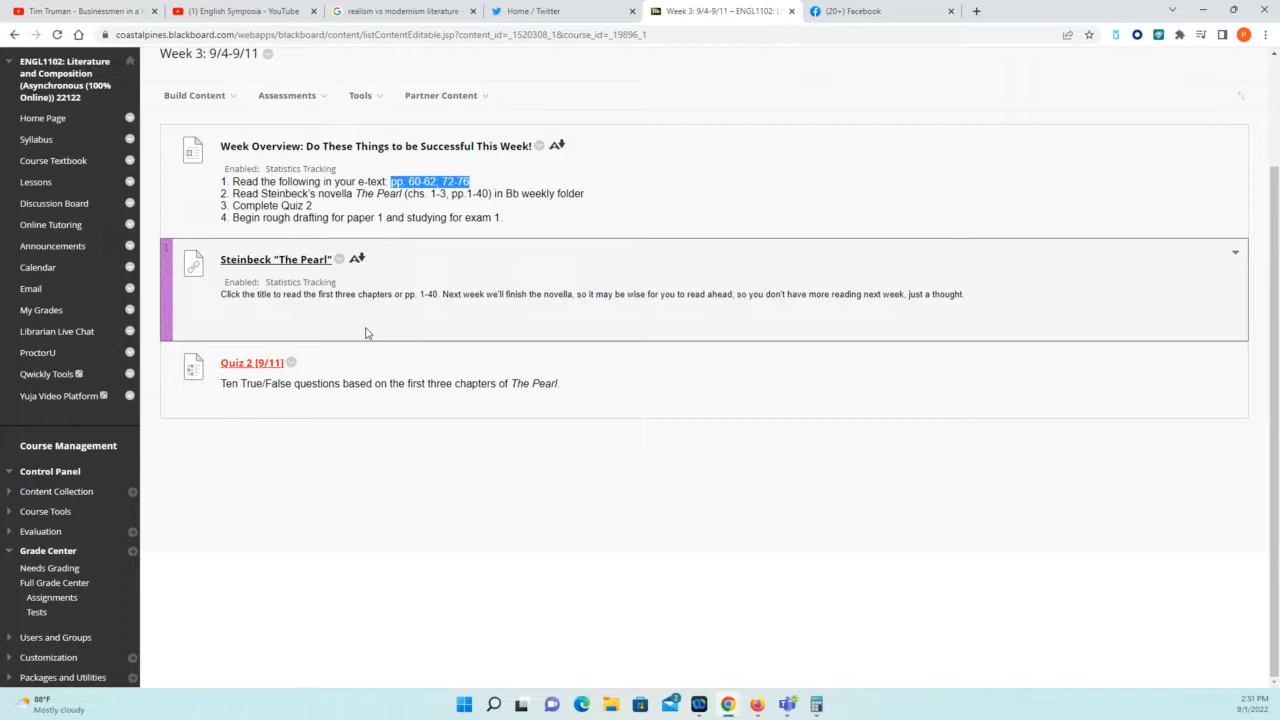 Tim Truman - Businessmen in a
(1) English Symposia - YouTube
realism vs modernism literature
Home / Twitter
Week 3: 9/4-9/11 – ENGL1102: L
(20+) Facebook
coastalpines.blackboard.com/webapps/blackboard/content/listContentEditable.jsp?content_id=_1520308_1&course_id=_19896_1
ENGL1102: Literature
and Composition
(Asynchronous (100%
Online)) 22122
Home Page
Syllabus
Course Textbook
Lessons
Discussion Board
Online Tutoring
Announcements
Calendar
Email
My Grades
Librarian Live Chat
ProctorU
Qwickly Tools
Yuja Video Platform
Course Management
Control Panel
Content Collection
Course Tools
Evaluation
Grade Center
Needs Grading
Full Grade Center
Assignments
Tests
Users and Groups
Customization
Packages and Utilities
Week 3: 9/4-9/11
Build Content
Assessments
Tools
Partner Content
Week Overview: Do These Things to be Successful This Week!
Enabled: Statistics Tracking
1. Read the following in your e-text: pp. 60-62; 72-76
2. Read Steinbeck's novella The Pearl (chs. 1-3, pp.1-40) in Bb weekly folder
3. Complete Quiz 2
4. Begin rough drafting for paper 1 and studying for exam 1.
Steinbeck "The Pearl"
Enabled: Statistics Tracking
Click the title to read the first three chapters or pp. 1-40. Next week we'll finish the novella, so it may be wise for you to read ahead, so you don't have more reading next week, just a thought.
Quiz 2 [9/11]
Ten True/False questions based on the first three chapters of The Pearl.
88°F
Mostly cloudy
2:51 PM
9/1/2022